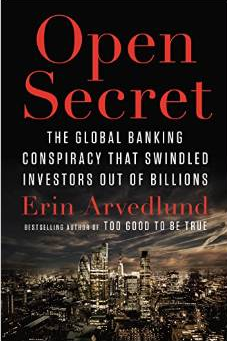 Open
Secret
THE GLOBAL BANKING
CONSPIRACY THAT SWINDLED
INVESTORS OUT OF BILLIONS
Erin Arvedlund
BESTSELLING AUTHOR OF TOO GOOD TO BE TRUE